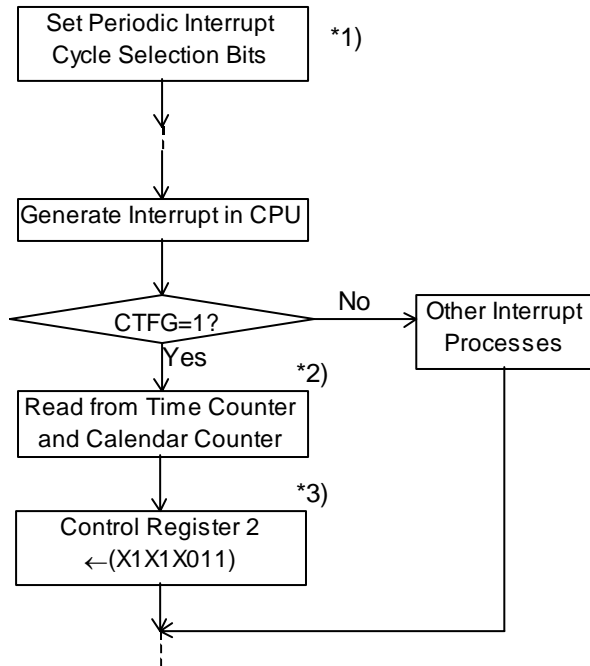 Set Periodic Interrupt
Cycle Selection Bits
*1)
Generate Interrupt in CPU
CTFG=1?
No
Other Interrupt
Processes
Yes
*2)
Read from Time Counter
and Calendar Counter
*3)
Control Register 2
←(X1X1X011)